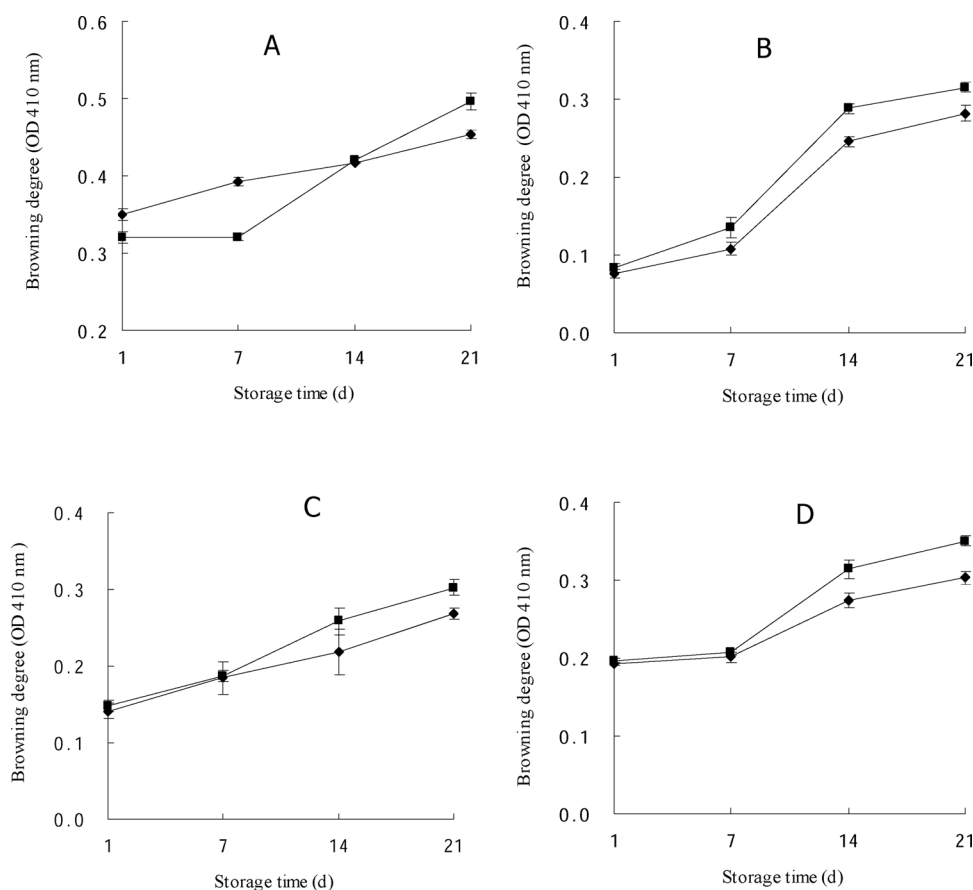 A
Browning degree (OD 410 nm)
0.6
0.5
0.4
0.3
0.2
1 7 14 21
Storage time (d)
B
Browning degree (OD 410 nm)
0.4
0.3
0.2
0.1
0.0
1 7 14 21
Storage time (d)
C
Browning degree (OD 410 nm )
0.4
0.3
0.2
0.1
0.0
1 7 14 21
Storage time (d)
D
Browning degree (OD 410 nm)
0.4
0.3
0.2
0.1
0.0
1 7 14 21
Storage time (d)